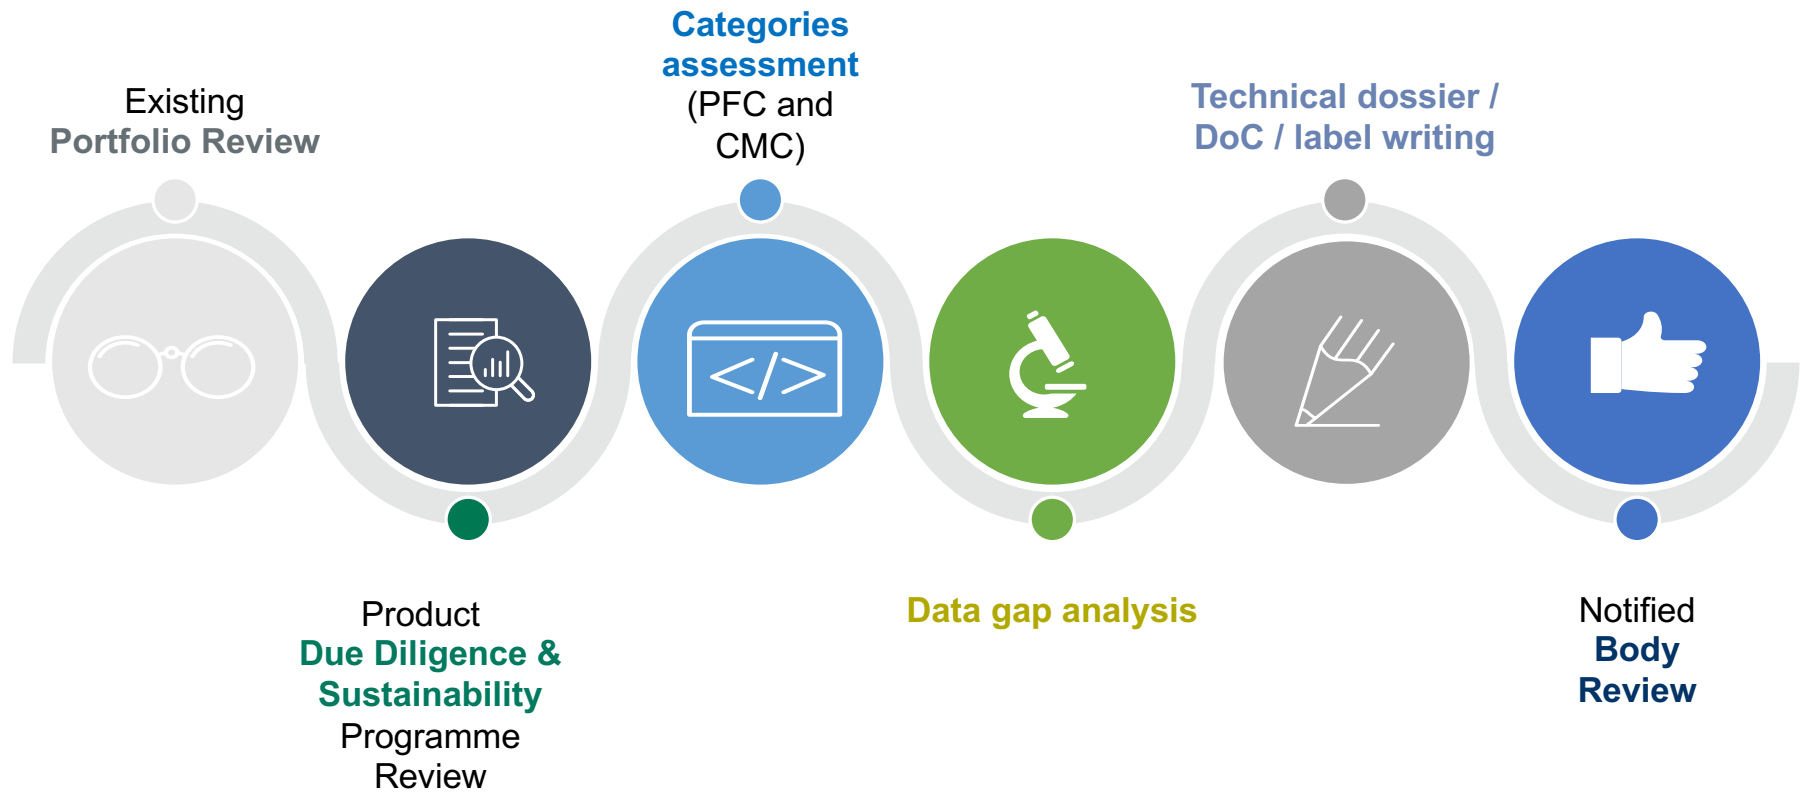 Existing
Portfolio Review
Product
Due Diligence &
Sustainability
Programme
Review
Categories
assessment
(PFC and
CMC)
</>
Data gap analysis
Technical dossier /
DoC / label writing
Notified
Body
Review